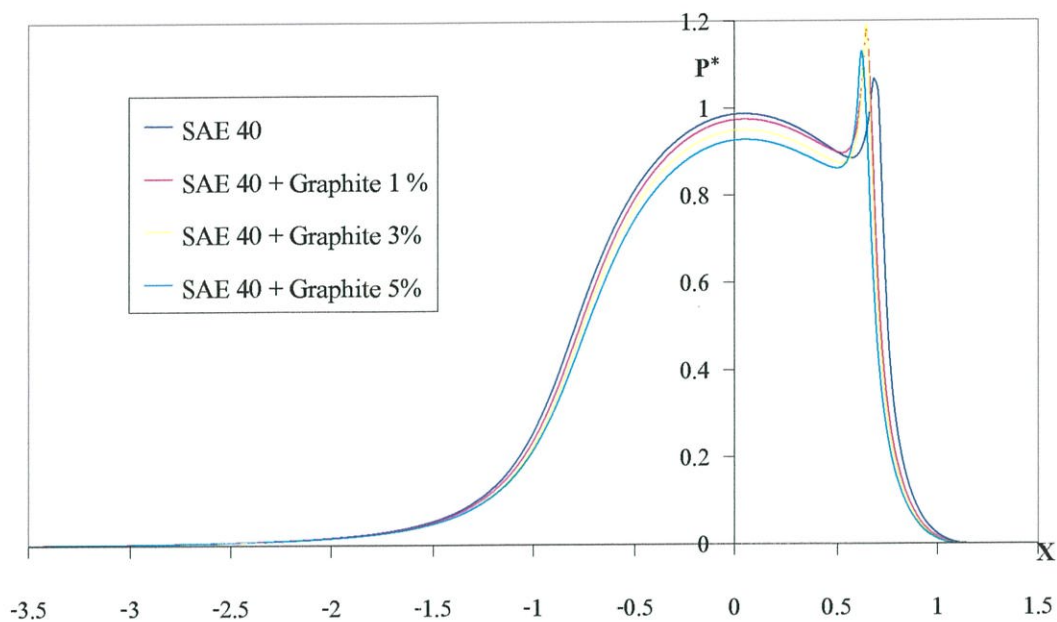 1.2
P*
1
0.8
0.6
0.4
0.2
0
X
SAE 40
SAE 40 + Graphite 1 %
SAE 40 + Graphite 3%
SAE 40 + Graphite 5%
-3.5 -3 -2.5 -2 -1.5 -1 -0.5 0 0.5 1 1.5